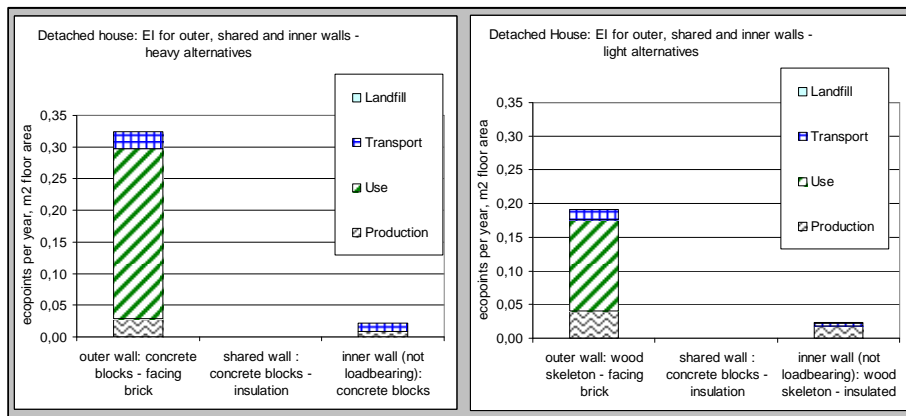 Detached house: EI for outer, shared and inner walls -
heavy alternatives
ecopoints per year, m2 floor area
0,35
0,30
0,25
0,20
0,15
0,10
0,05
0,00
Landfill
Transport
Use
Production
outer wall: concrete
blocks - facing
brick
shared wall :
concrete blocks -
insulation
inner wall (not
loadbearing):
concrete blocks
Detached House: EI for outer, shared and inner walls -
light alternatives
ecopoints per year, m2 floor area
0,35
0,30
0,25
0,20
0,15
0,10
0,05
0,00
Landfill
Transport
Use
Production
outer wall: wood
skeleton - facing
brick
shared wall :
concrete blocks -
insulation
inner wall (not
loadbearing): wood
skeleton - insulated